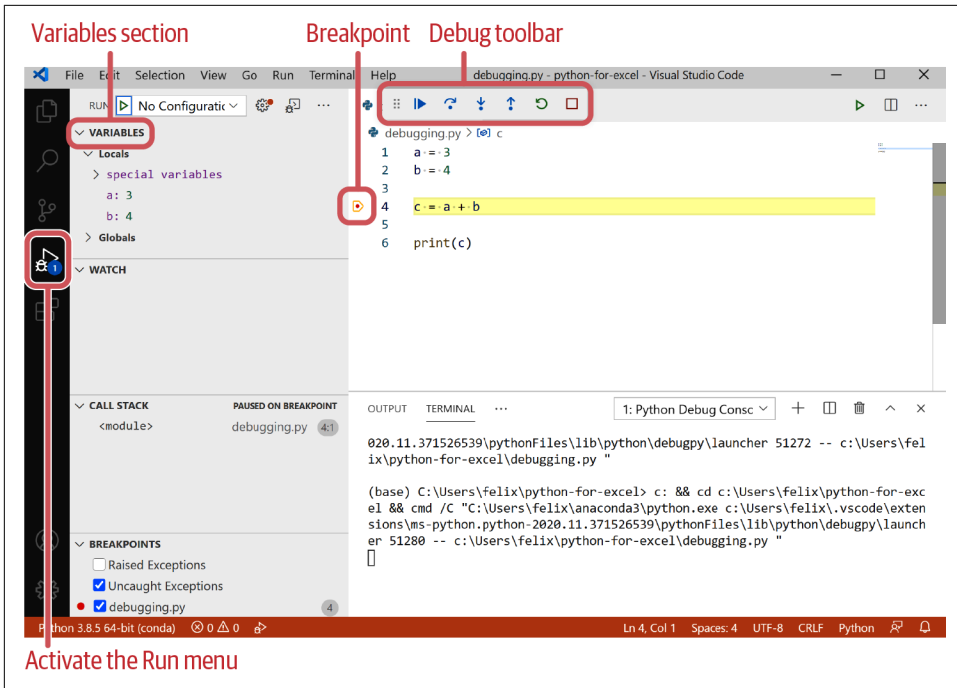 Variables section
Breakpoint
Debug toolbar
File Edit Selection View Go Run Terminal Help
debugging.py - python-for-excel - Visual Studio Code
RUN No Configuratic
debugging.py > c
VARIABLES
Locals
special variables
a: 3
b: 4
Globals
WATCH
1 a = 3
2 b = 4
3
4 c = a + b
5
6 print(c)
1
CALL STACK PAUSED ON BREAKPOINT
<module> debugging.py 4:1
BREAKPOINTS
Raised Exceptions
Uncaught Exceptions
debugging.py 4
OUTPUT TERMINAL ... 1: Python Debug Consc
020.11.371526539\pythonFiles\lib\python\debugpy\launcher 51272 -- c:\Users\fel
ix\python-for-excel\debugging.py "
(base) C:\Users\felix\python-for-excel> c: && cd c:\Users\felix\python-for-exc
el && cmd /C "C:\Users\felix\anaconda3\python.exe c:\Users\felix\.vscode\exten
sions\ms-python.python-2020.11.371526539\pythonFiles\lib\python\debugpy\launch
er 51280 -- c:\Users\felix\python-for-excel\debugging.py "
Python 3.8.5 64-bit (conda) 0 0
Ln 4, Col 1 Spaces: 4 UTF-8 CRLF Python
Activate the Run menu